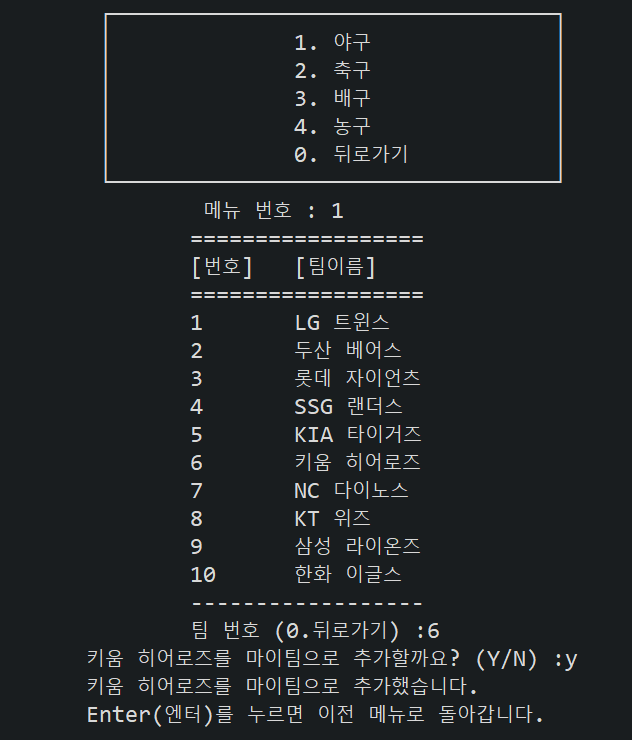 1. 야구
2. 축구
3. 배구
4. 농구
0. 뒤로가기
메뉴 번호 : 1
==================
[번호] [팀이름]
==================
1 LG 트윈스
2 두산 베어스
3 롯데 자이언츠
4 SSG 랜더스
5 KIA 타이거즈
6 키움 히어로즈
7 NC 다이노스
8 KT 위즈
9 삼성 라이온즈
10 한화 이글스
------------------
팀 번호 (0.뒤로가기) :6
키움 히어로즈를 마이팀으로 추가할까요? (Y/N) :y
키움 히어로즈를 마이팀으로 추가했습니다.
Enter(엔터)를 누르면 이전 메뉴로 돌아갑니다.